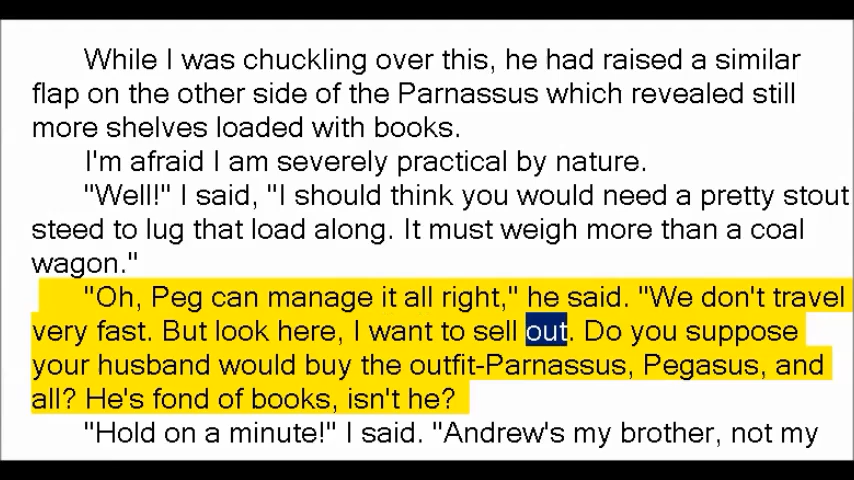 While I was chuckling over this, he had raised a similar
flap on the other side of the Parnassus which revealed still
more shelves loaded with books.
I'm afraid I am severely practical by nature.
"Well!" I said, "I should think you would need a pretty stout
steed to lug that load along. It must weigh more than a coal
wagon."
"Oh, Peg can manage it all right," he said. "We don't travel
very fast. But look here, I want to sell out. Do you suppose
your husband would buy the outfit-Parnassus, Pegasus, and
all? He's fond of books, isn't he?
"Hold on a minute!" I said. "Andrew's my brother, not my